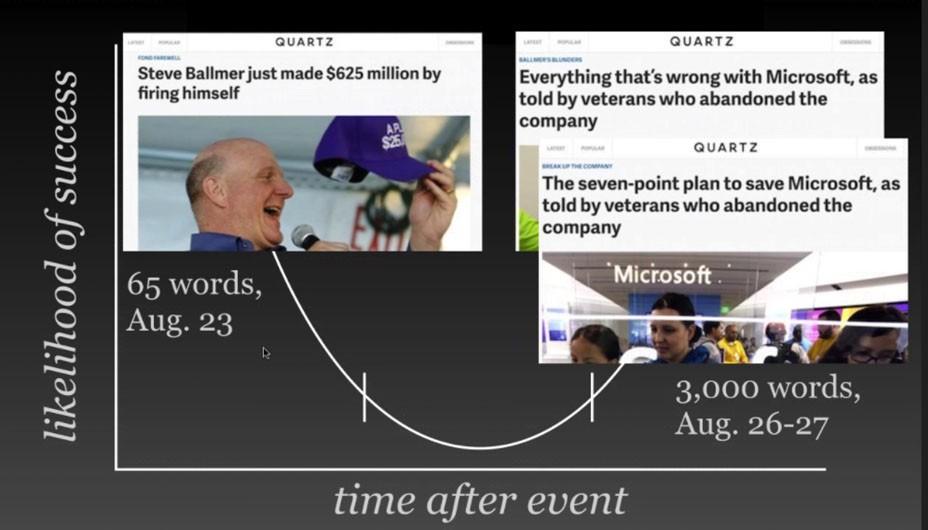 likelihood of success
LATEST POPULAR QUARTZ OBSESSIONS
FOND FAREWELL
Steve Ballmer just made $625 million by
firing himself
65 words,
Aug. 23
LATEST POPULAR QUARTZ OBSESSIONS
BALLMER'S BLUNDERS
Everything that's wrong with Microsoft, as
told by veterans who abandoned the
company
LATEST POPULAR QUARTZ OBSESSIONS
BREAK UP THE COMPANY
The seven-point plan to save Microsoft, as
told by veterans who abandoned the
company
Microsoft
3,000 words,
Aug. 26-27
time after event